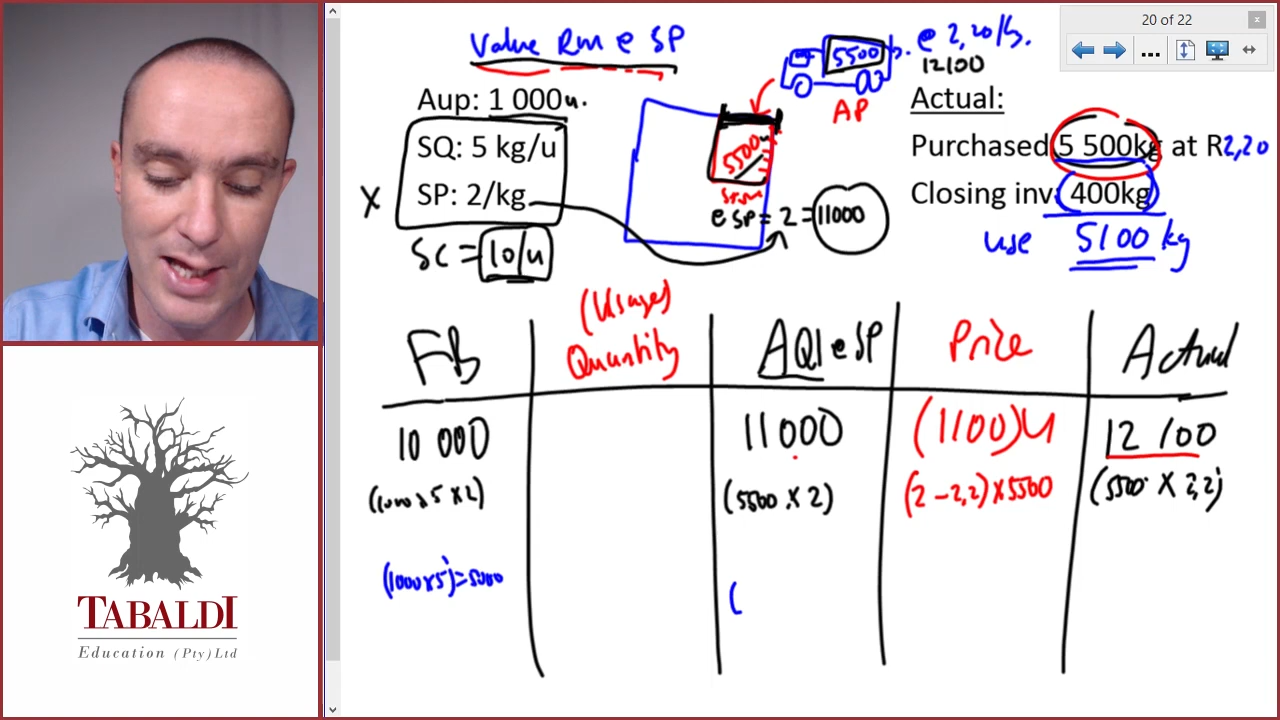 20 of 22
Value Rm @ SP
5500
@ 2,20/kg.
12100
AP
Aup: 1 000u.
SQ: 5 kg/u
SP: 2/kg
X
SC = 10/u
5500
@ SP = 2 = 11000
Actual:
Purchased 5 500kg at R2,20
Closing inv. 400kg
use 5100 kg
FB
(Usage)
Quantity
AQI @ SP
Price
Actual
10 000
11000
(1100)U
12 100
(1000 x 5 x 2)
(5500 x 2)
(2 - 2,2) x 5500
(5500 x 2,2)
(1000 x 5) = 5000
(
TABALDI
Education (Pty) Ltd